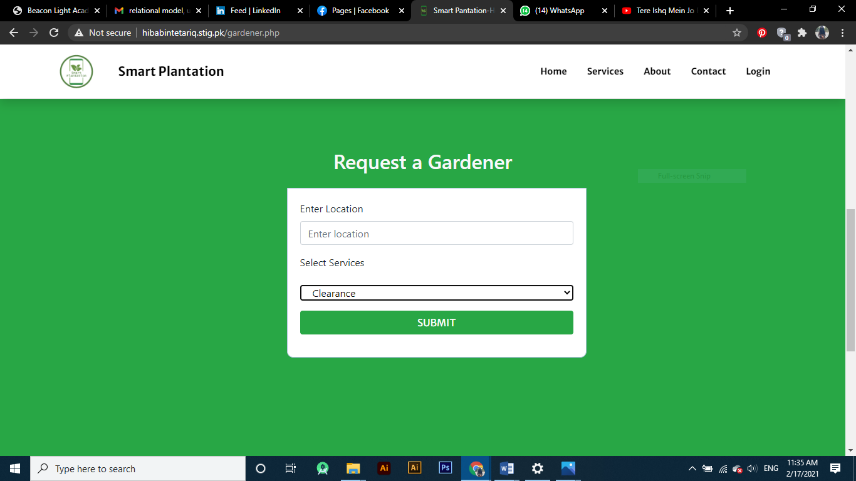 Beacon Light Acad
relational model, u
Feed | LinkedIn
Pages | Facebook
Smart Pantation-H
(14) WhatsApp
Tere Ishq Mein Jo
Not secure | hibabintetariq.stig.pk/gardener.php
Smart Plantation
Home
Services
About
Contact
Login
Request a Gardener
Enter Location
Enter location
Select Services
Clearance
SUBMIT
Type here to search
ENG
11:35 AM
2/17/2021